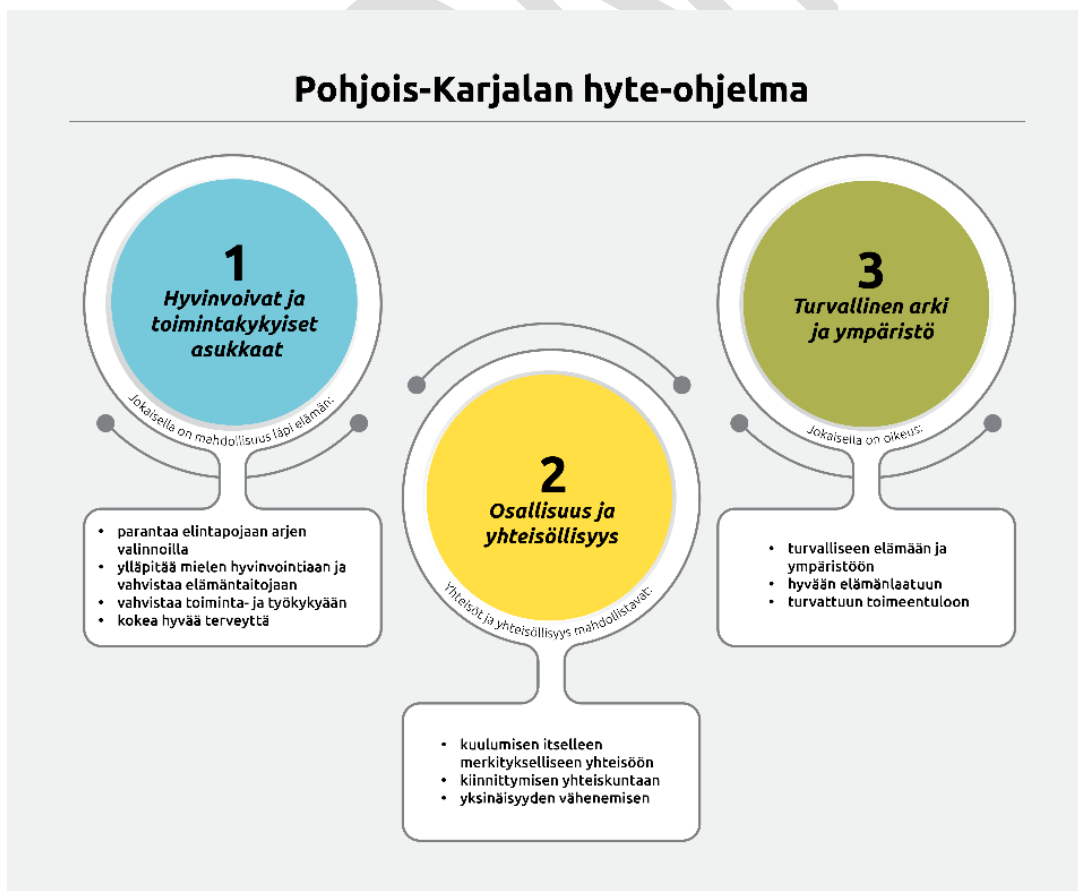 Pohjois-Karjalan hyte-ohjelma
1
Hyvinvoivat ja
toimintakykyiset
asukkaat
Jokaisella on mahdollisuus läpi elämän:
• parantaa elintapojaan arjen
valinnoilla
• ylläpitää mielen hyvinvointiaan ja
vahvistaa elämäntaitojaan
• vahvistaa toiminta- ja työkykyään
• kokea hyvää terveyttä
2
Osallisuus ja
yhteisöllisyys
Yhteisöt ja yhteisöllisyys mahdollistavat:
• kuulumisen itselleen
merkitykselliseen yhteisöön
• kiinnittymisen yhteiskuntaan
• yksinäisyyden vähenemisen
3
Turvallinen arki
ja ympäristö
Jokaisella on oikeus:
• turvalliseen elämään ja
ympäristöön
• hyvään elämänlaatuun
• turvattuun toimeentuloon